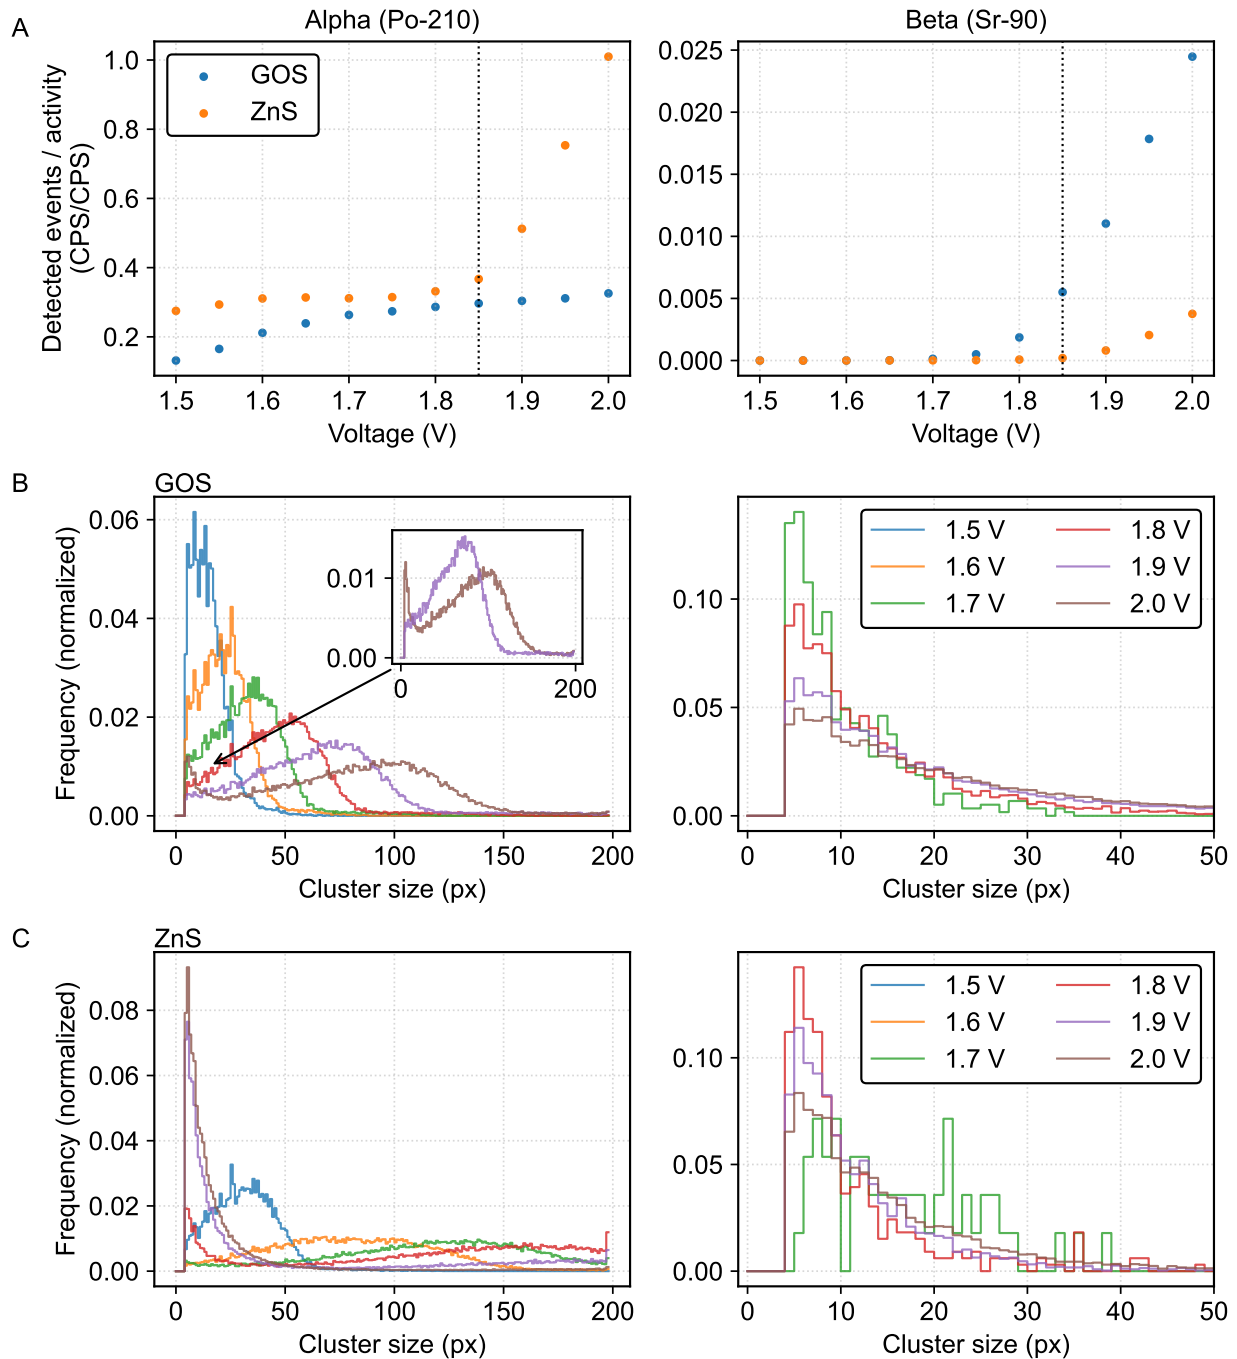 A
Alpha (Po-210)
Beta (Sr-90)
Detected events / activity
(CPS/CPS)
1.0
0.8
0.6
0.4
0.2
GOS
ZnS
1.5 1.6 1.7 1.8 1.9 2.0
Voltage (V)
0.025
0.020
0.015
0.010
0.005
0.000
1.5 1.6 1.7 1.8 1.9 2.0
Voltage (V)
B
GOS
Frequency (normalized)
0.06
0.04
0.02
0.00
0.01
0.00
0 200
0 50 100 150 200
Cluster size (px)
0.10
0.05
0.00
1.5 V 1.8 V
1.6 V 1.9 V
1.7 V 2.0 V
0 10 20 30 40 50
Cluster size (px)
C
ZnS
Frequency (normalized)
0.08
0.06
0.04
0.02
0.00
0 50 100 150 200
Cluster size (px)
0.10
0.05
0.00
1.5 V 1.8 V
1.6 V 1.9 V
1.7 V 2.0 V
0 10 20 30 40 50
Cluster size (px)